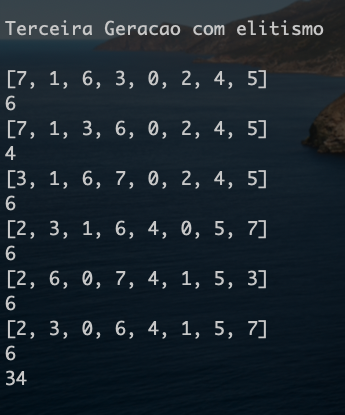 Terceira Geracao com elitismo
[7, 1, 6, 3, 0, 2, 4, 5]
6
[7, 1, 3, 6, 0, 2, 4, 5]
4
[3, 1, 6, 7, 0, 2, 4, 5]
6
[2, 3, 1, 6, 4, 0, 5, 7]
6
[2, 6, 0, 7, 4, 1, 5, 3]
6
[2, 3, 0, 6, 4, 1, 5, 7]
6
34